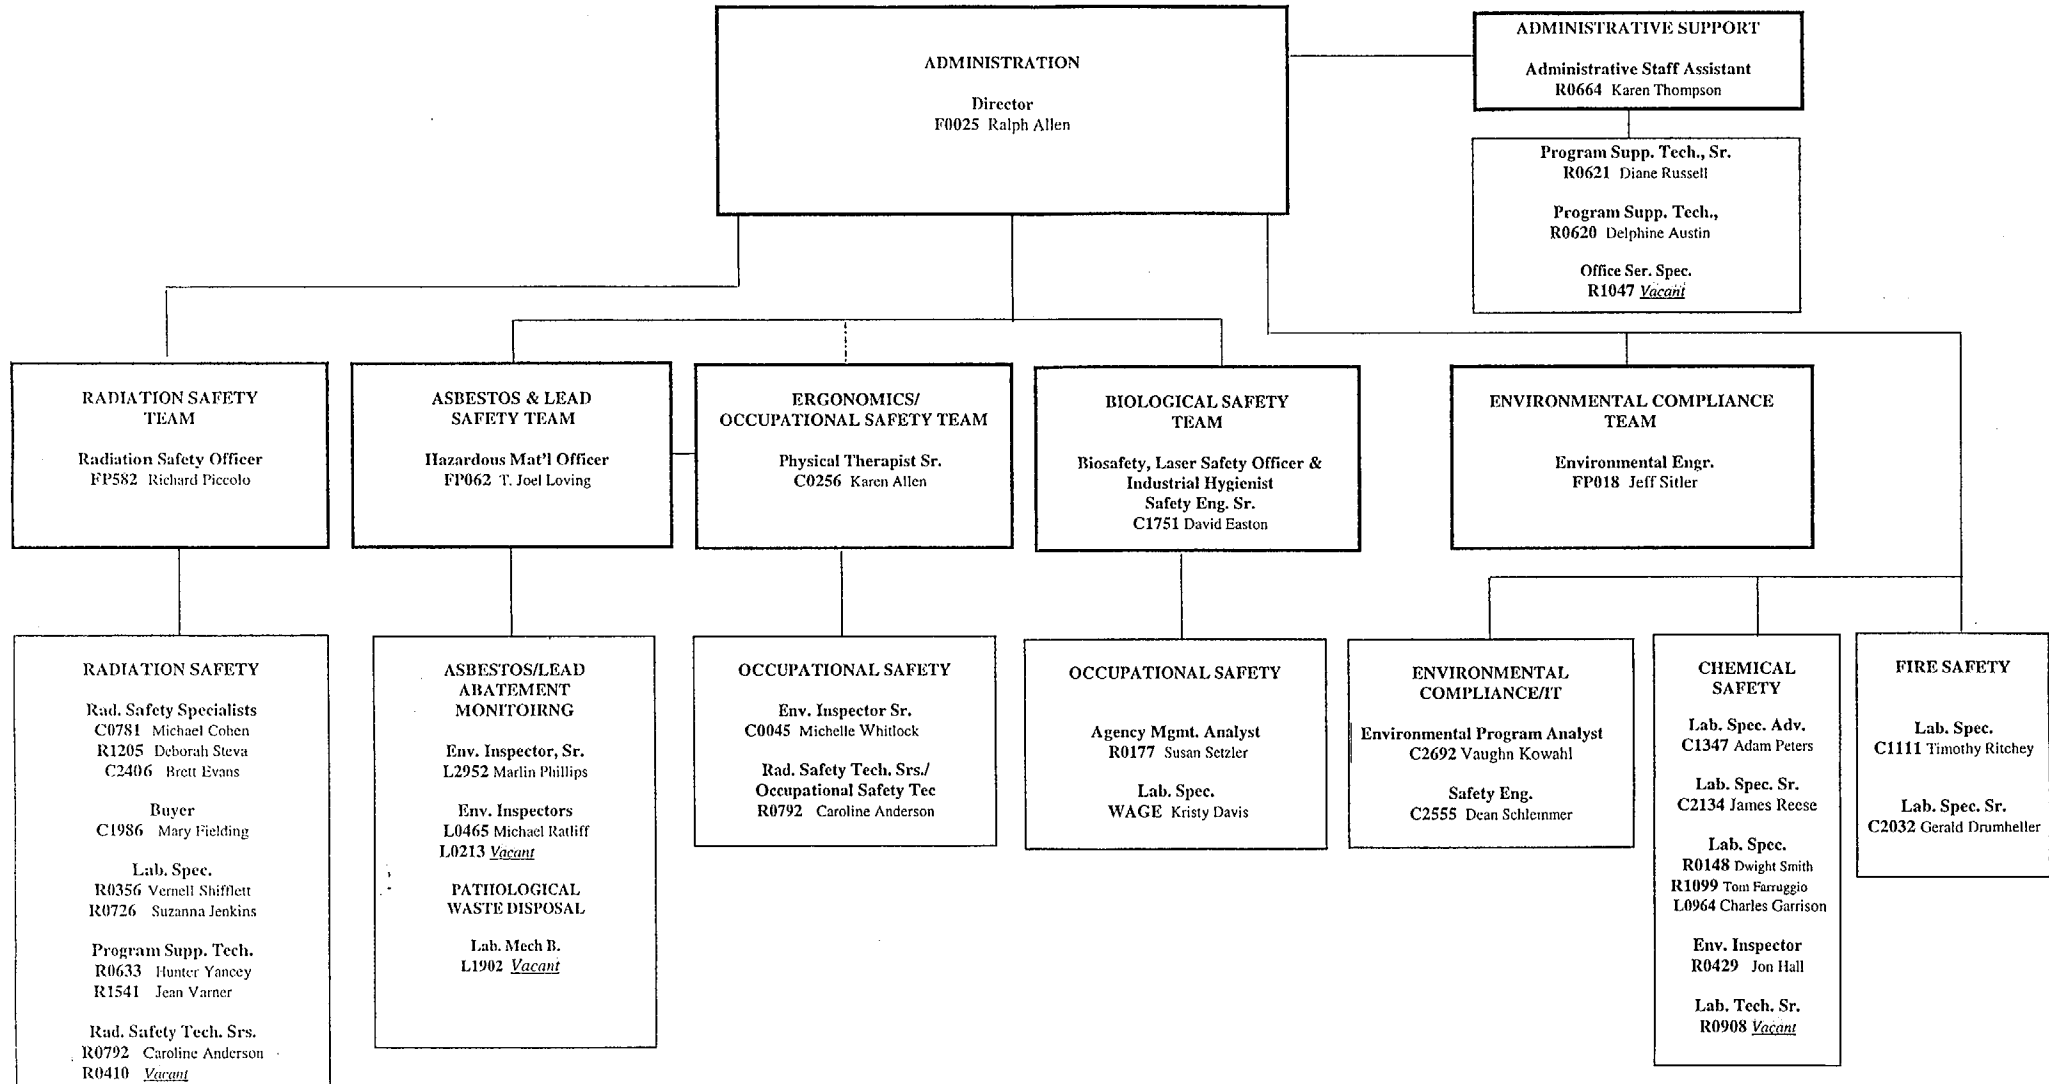 ADMINISTRATION
Director
F0025 Ralph Allen
ADMINISTRATIVE SUPPORT
Administrative Staff Assistant
R0664 Karen Thompson
Program Supp. Tech., Sr.
R0621 Diane Russell
Program Supp. Tech.,
R0620 Delphine Austin
Office Ser. Spec.
R1047 Vacant
RADIATION SAFETY
TEAM
Radiation Safety Officer
FP582 Richard Piccolo
ASBESTOS & LEAD
SAFETY TEAM
Hazardous Mat'l Officer
FP062 T. Joel Loving
ERGONOMICS/
OCCUPATIONAL SAFETY TEAM
Physical Therapist Sr.
C0256 Karen Allen
BIOLOGICAL SAFETY
TEAM
Biosafety, Laser Safety Officer &
Industrial Hygienist
Safety Eng. Sr.
C1751 David Easton
ENVIRONMENTAL COMPLIANCE
TEAM
Environmental Engr.
FP018 Jeff Sitler
RADIATION SAFETY
Rad. Safety Specialists
C0781 Michael Cohen
R1205 Deborah Steva
C2406 Brett Evans
Buyer
C1986 Mary Fielding
Lab. Spec.
R0356 Vernell Shifflett
R0726 Suzanna Jenkins
Program Supp. Tech.
R0633 Hunter Yancey
R1541 Jean Varner
Rad. Safety Tech. Srs.
R0792 Caroline Anderson
R0410 Vacant
ASBESTOS/LEAD
ABATEMENT
MONITOIRNG
Env. Inspector, Sr.
L2952 Marlin Phillips
Env. Inspectors
L0465 Michael Ratliff
L0213 Vacant
PATHOLOGICAL
WASTE DISPOSAL
Lab. Mech B.
L1902 Vacant
OCCUPATIONAL SAFETY
Env. Inspector Sr.
C0045 Michelle Whitlock
Rad. Safety Tech. Srs./
Occupational Safety Tec
R0792 Caroline Anderson
OCCUPATIONAL SAFETY
Agency Mgmt. Analyst
R0177 Susan Setzler
Lab. Spec.
WAGE Kristy Davis
ENVIRONMENTAL
COMPLIANCE/IT
Environmental Program Analyst
C2692 Vaughn Kowahl
Safety Eng.
C2555 Dean Schlemmer
CHEMICAL
SAFETY
Lab. Spec. Adv.
C1347 Adam Peters
Lab. Spec. Sr.
C2134 James Reese
Lab. Spec.
R0148 Dwight Smith
R1099 Tom Farruggio
L0964 Charles Garrison
Env. Inspector
R0429 Jon Hall
Lab. Tech. Sr.
R0908 Vacant
FIRE SAFETY
Lab. Spec.
C1111 Timothy Ritchey
Lab. Spec. Sr.
C2032 Gerald Drumheller